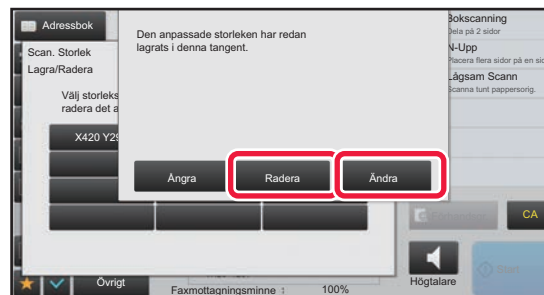 Adressbok
Scan. Storlek
Lagra/Radera
Välj storleks
radera det a
X420 Y29
Den anpassade storleken har redan
lagrats i denna tangent.
Ångra
Radera
Ändra
Bokscanning
Dela på 2 sidor
N-Upp
Placera flera sidor på en sid
Lågsam Scann
Scanna tunt pappersorig.
CA
Högtalare
Start
Övrigt
Faxmottagningsminne : 100%